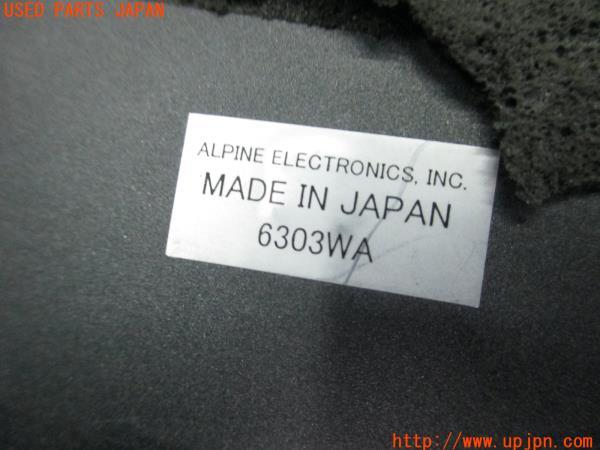 USED PARTS JAPAN
ALPINE ELECTRONICS, INC.
MADE IN JAPAN
6303WA
http://www.upjpn.com